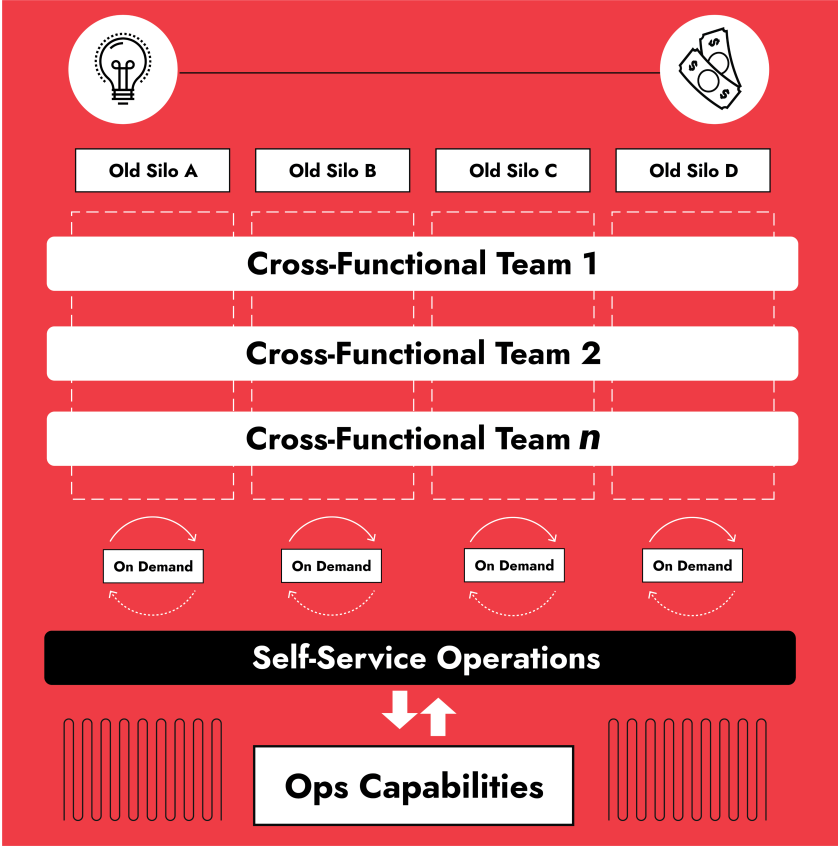 Old Silo A
Old Silo B
Old Silo C
Old Silo D
Cross-Functional Team 1
Cross-Functional Team 2
Cross-Functional Team n
On Demand
On Demand
On Demand
On Demand
Self-Service Operations
Ops Capabilities